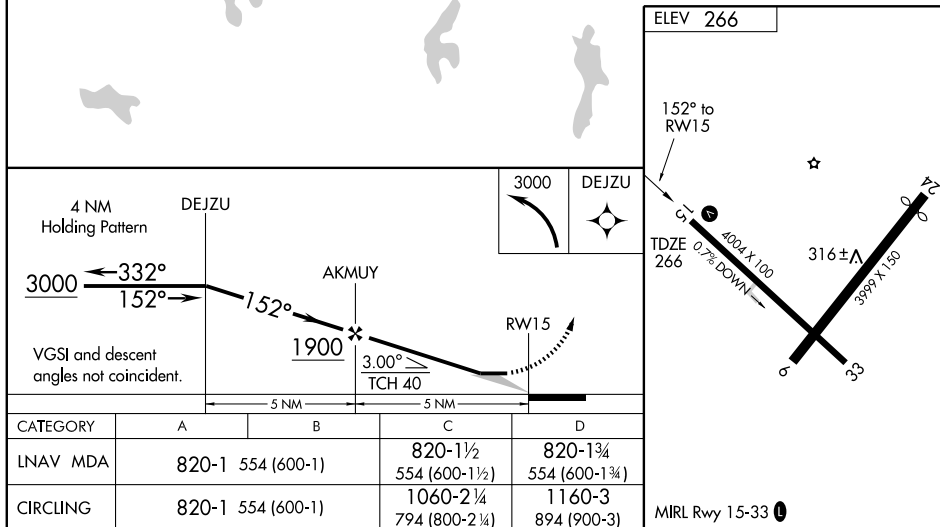 4 NM
Holding Pattern
DEJZU
3000
332°
152°
152°
AKMUY
1900
3.00°
TCH 40
RW15
3000
DEJZU
VGSI and descent
angles not coincident.
5 NM
5 NM
CATEGORY A B C D
LNAV MDA 820-1 554 (600-1) 820-1½ 554 (600-1½) 820-1¾ 554 (600-1¾)
CIRCLING 820-1 554 (600-1) 1060-2¼ 794 (800-2¼) 1160-3 894 (900-3)
ELEV 266
152° to
RW15
15
V
TDZE
266
4004 X 100
0.7% DOWN
316±
3999 X 150
24
6
33
MIRL Rwy 15-33 L